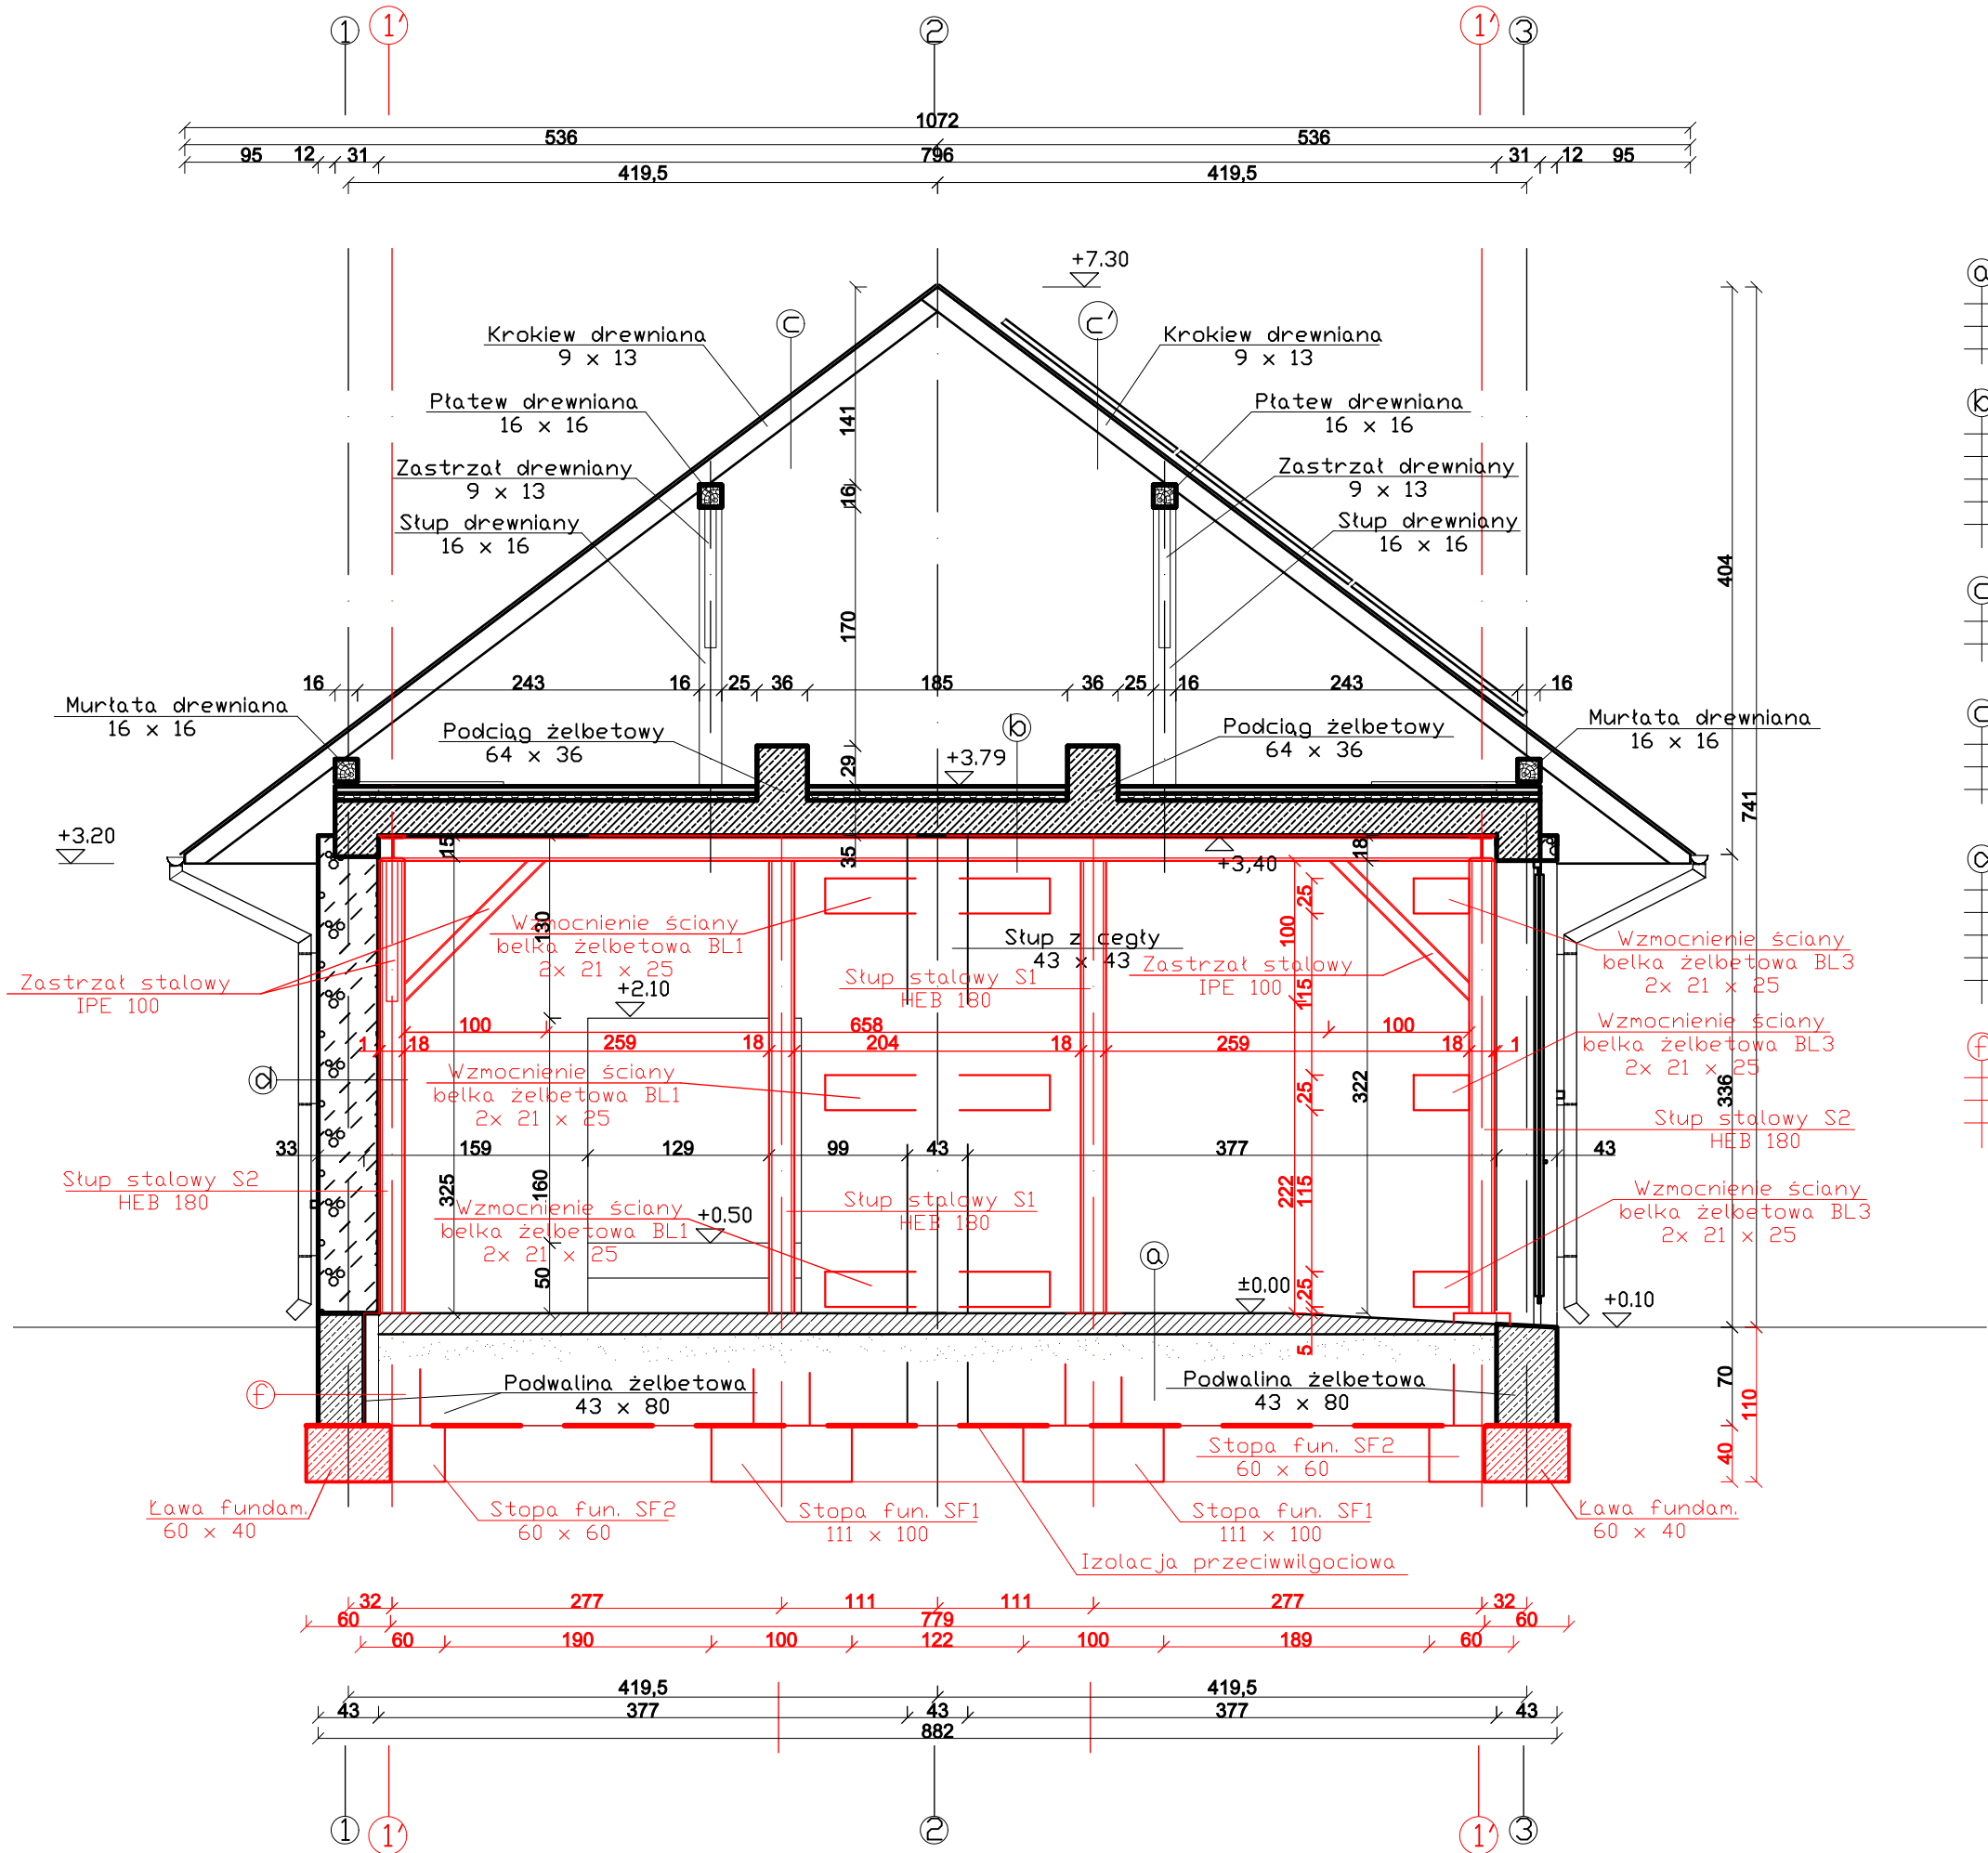 1 1' 2 1' 3
1072
536 536
95 12 31 796 31 12 95
419,5 419,5
+7.30
c c'
a
Krokiew drewniana
9 x 13
Krokiew drewniana
9 x 13
b
Płatew drewniana
16 x 16
Płatew drewniana
16 x 16
141
Zastrzał drewniany
9 x 13
Zastrzał drewniany
9 x 13
16
Słup drewniany
16 x 16
Słup drewniany
16 x 16
404
170
16 243 16 25 36 185 36 25 16 243 16
Murłata drewniana
16 x 16
Murłata drewniana
16 x 16
Podciąg żelbetowy
64 x 36
Podciąg żelbetowy
64 x 36
b
29
+3.79
741
+3.20
15
35
+3,40
18
130
100
25
Wzmocnienie ściany
belka żelbetowa BL1
2x 21 x 25
Słup z cegły
43 x 43
Wzmocnienie ściany
belka żelbetowa BL3
2x 21 x 25
Zastrzał stalowy
IPE 100
Słup stalowy S1
HEB 180
Zastrzał stalowy
IPE 100
115
+2.10
100 658 100
1 18 259 18 204 18 259 18 1
Wzmocnienie ściany
belka żelbetowa BL3
2x 21 x 25
d
Wzmocnienie ściany
belka żelbetowa BL1
2x 21 x 25
25
322
336
f
Słup stalowy S2
HEB 180
33 159 129 99 43 377 43
Słup stalowy S2
HEB 180
325
160
222
115
Wzmocnienie ściany
belka żelbetowa BL1
2x 21 x 25
Słup stalowy S1
HEB 180
Wzmocnienie ściany
belka żelbetowa BL3
2x 21 x 25
+0.50
a
50
±0.00
25
+0.10
5
f
Podwalina żelbetowa
43 x 80
Podwalina żelbetowa
43 x 80
70
110
40
Stopa fun. SF2
60 x 60
Ława fundam.
60 x 40
Stopa fun. SF2
60 x 60
Stopa fun. SF1
111 x 100
Stopa fun. SF1
111 x 100
Ława fundam.
60 x 40
Izolacja przeciwwilgociowa
32 277 111 111 277 32
60 779 60
60 190 100 122 100 189 60
419,5 419,5
43 377 43 377 43
882
1 1' 2 1' 3